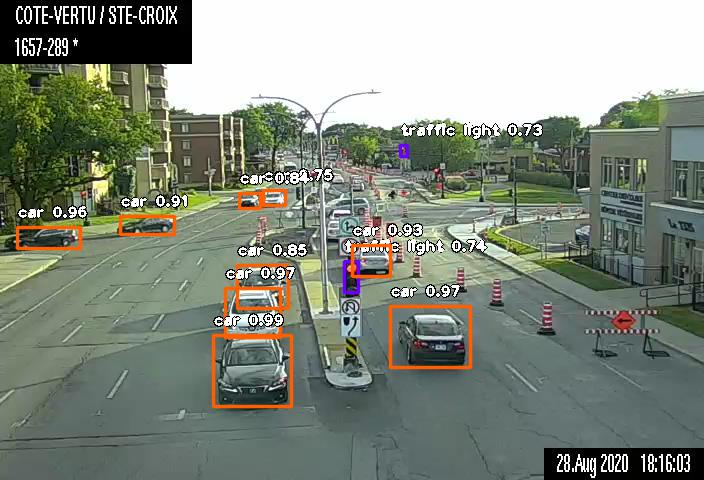 COTE-VERTU / STE-CROIX
1657-289 *
traffic light 0.73
car 0.75
car 0.84
car 0.91
car 0.96
car 0.93
traffic light 0.74
car 0.85
car 0.97
car 0.97
car 0.99
28.Aug 2020 18:16:03